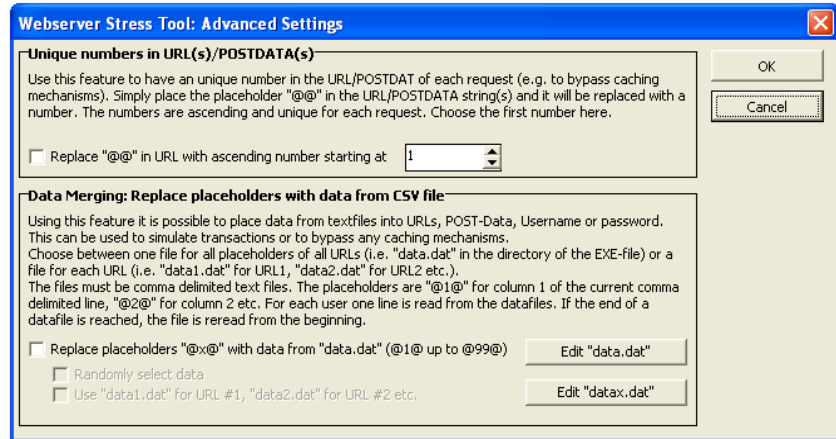 Webserver Stress Tool: Advanced Settings
Unique numbers in URL(s)/POSTDATA(s)
Use this feature to have an unique number in the URL/POSTDAT of each request (e.g. to bypass caching
mechanisms). Simply place the placeholder "@@" in the URL/POSTDATA string(s) and it will be replaced with a
number. The numbers are ascending and unique for each request. Choose the first number here.
Replace "@@" in URL with ascending number starting at 1
OK
Cancel
Data Merging: Replace placeholders with data from CSV file
Using this feature it is possible to place data from textfiles into URLs, POST-Data, Username or password.
This can be used to simulate transactions or to bypass any caching mechanisms.
Choose between one file for all placeholders of all URLs (i.e. "data.dat" in the directory of the EXE-file) or a
file for each URL (i.e. "data1.dat" for URL1, "data2.dat" for URL2 etc.).
The files must be comma delimited text files. The placeholders are "@1@" for column 1 of the current comma
delimited line, "@2@" for column 2 etc. For each user one line is read from the datafiles. If the end of a
datafile is reached, the file is reread from the beginning.
Replace placeholders "@x@" with data from "data.dat" (@1@ up to @99@)
Edit "data.dat"
Randomly select data
Use "data1.dat" for URL #1, "data2.dat" for URL #2 etc.
Edit "datax.dat"